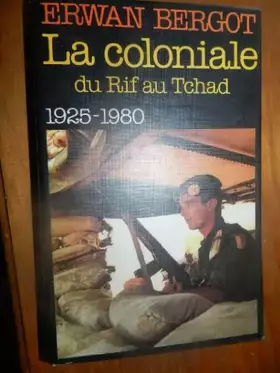 ERWAN BERGOT
La coloniale
du Rif au Tchad
1925-1980